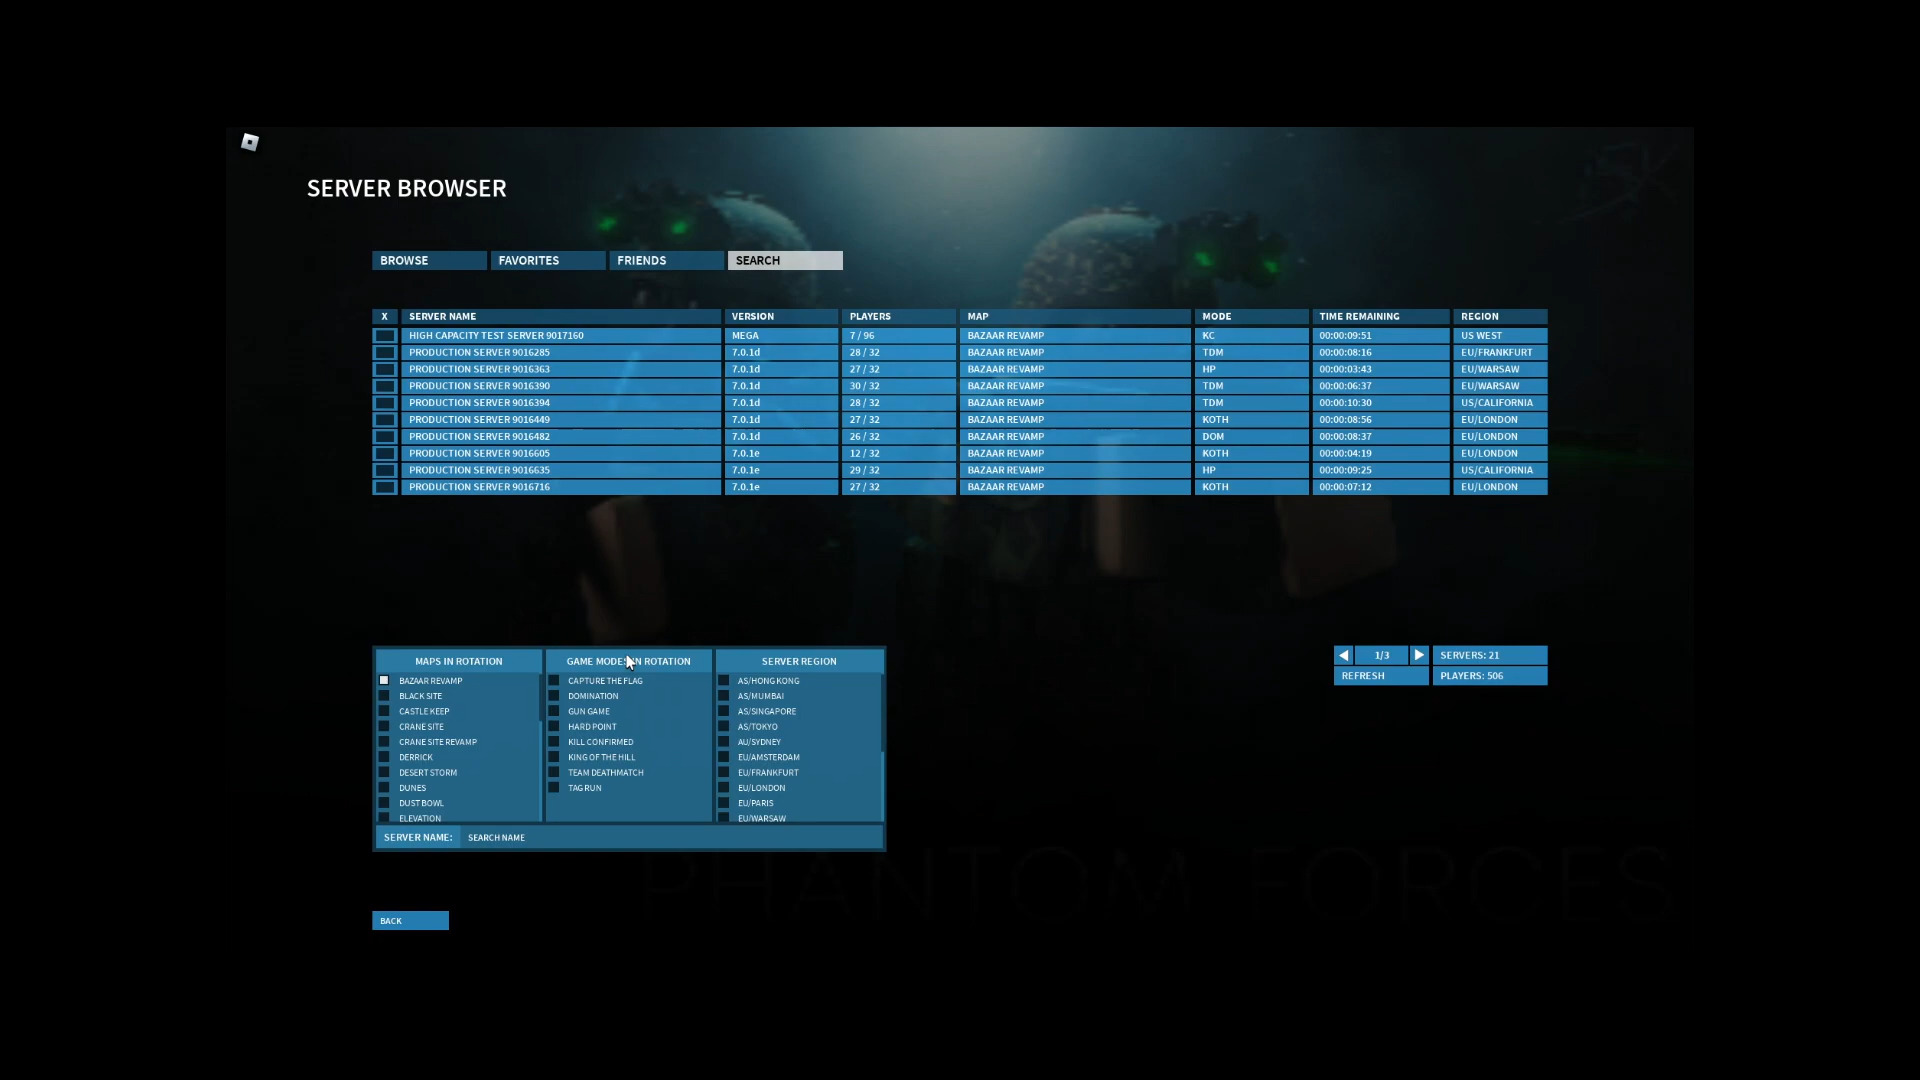 SERVER BROWSER
BROWSE FAVORITES FRIENDS SEARCH
X SERVER NAME VERSION PLAYERS MAP MODE TIME REMAINING REGION
HIGH CAPACITY TEST SERVER 9017160 MEGA 7 / 96 BAZAAR REVAMP KC 00:00:09:51 US WEST
PRODUCTION SERVER 9016285 7.0.1d 28 / 32 BAZAAR REVAMP TDM 00:00:08:16 EU/FRANKFURT
PRODUCTION SERVER 9016363 7.0.1d 27 / 32 BAZAAR REVAMP HP 00:00:03:43 EU/WARSAW
PRODUCTION SERVER 9016390 7.0.1d 30 / 32 BAZAAR REVAMP TDM 00:00:06:37 EU/WARSAW
PRODUCTION SERVER 9016394 7.0.1d 28 / 32 BAZAAR REVAMP TDM 00:00:10:30 US/CALIFORNIA
PRODUCTION SERVER 9016449 7.0.1d 27 / 32 BAZAAR REVAMP KOTH 00:00:08:56 EU/LONDON
PRODUCTION SERVER 9016482 7.0.1d 26 / 32 BAZAAR REVAMP DOM 00:00:08:37 EU/LONDON
PRODUCTION SERVER 9016605 7.0.1e 12 / 32 BAZAAR REVAMP KOTH 00:00:04:19 EU/LONDON
PRODUCTION SERVER 9016635 7.0.1e 29 / 32 BAZAAR REVAMP HP 00:00:09:25 US/CALIFORNIA
PRODUCTION SERVER 9016716 7.0.1e 27 / 32 BAZAAR REVAMP KOTH 00:00:07:12 EU/LONDON
MAPS IN ROTATION
BAZAAR REVAMP
BLACK SITE
CASTLE KEEP
CRANE SITE
CRANE SITE REVAMP
DERRICK
DESERT STORM
DUNES
DUST BOWL
ELEVATION
GAME MODES IN ROTATION
CAPTURE THE FLAG
DOMINATION
GUN GAME
HARD POINT
KILL CONFIRMED
KING OF THE HILL
TEAM DEATHMATCH
TAG RUN
SERVER REGION
AS/HONG KONG
AS/MUMBAI
AS/SINGAPORE
AS/TOKYO
AU/SYDNEY
EU/AMSTERDAM
EU/FRANKFURT
EU/LONDON
EU/PARIS
EU/WARSAW
SERVER NAME: SEARCH NAME
1/3 SERVERS: 21
REFRESH PLAYERS: 506
PHANTOM FORCES
BACK